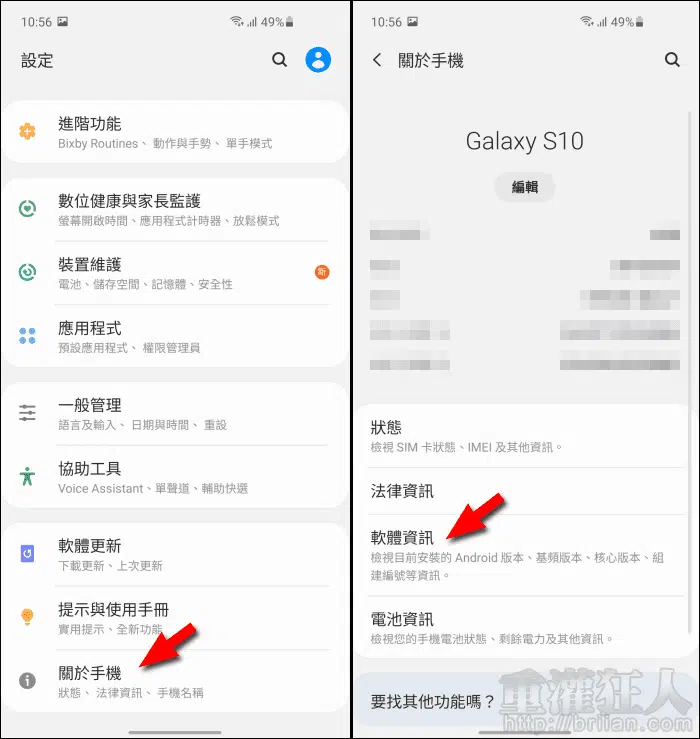 10:56
49%
設定
進階功能
Bixby Routines、 動作與手勢、 單手模式
數位健康與家長監護
螢幕開啟時間、應用程式計時器、放鬆模式
裝置維護
新
電池、儲存空間、記憶體、安全性
應用程式
預設應用程式、 權限管理員
一般管理
語言及輸入、 日期與時間、 重設
協助工具
Voice Assistant、單聲道、輔助快選
軟體更新
下載更新、上次更新
提示與使用手冊
實用提示、全新功能
關於手機
狀態、 法律資訊、 手機名稱
10:56
49%
關於手機
Galaxy S10
編輯
狀態
檢視 SIM 卡狀態、IMEI 及其他資訊。
法律資訊
軟體資訊
檢視目前安裝的 Android 版本、基頻版本、核心版本、組
建編號等資訊。
電池資訊
檢視您的手機電池狀態、剩餘電力及其他資訊。
要找其他功能嗎？
重灌狂人
http://briian.com